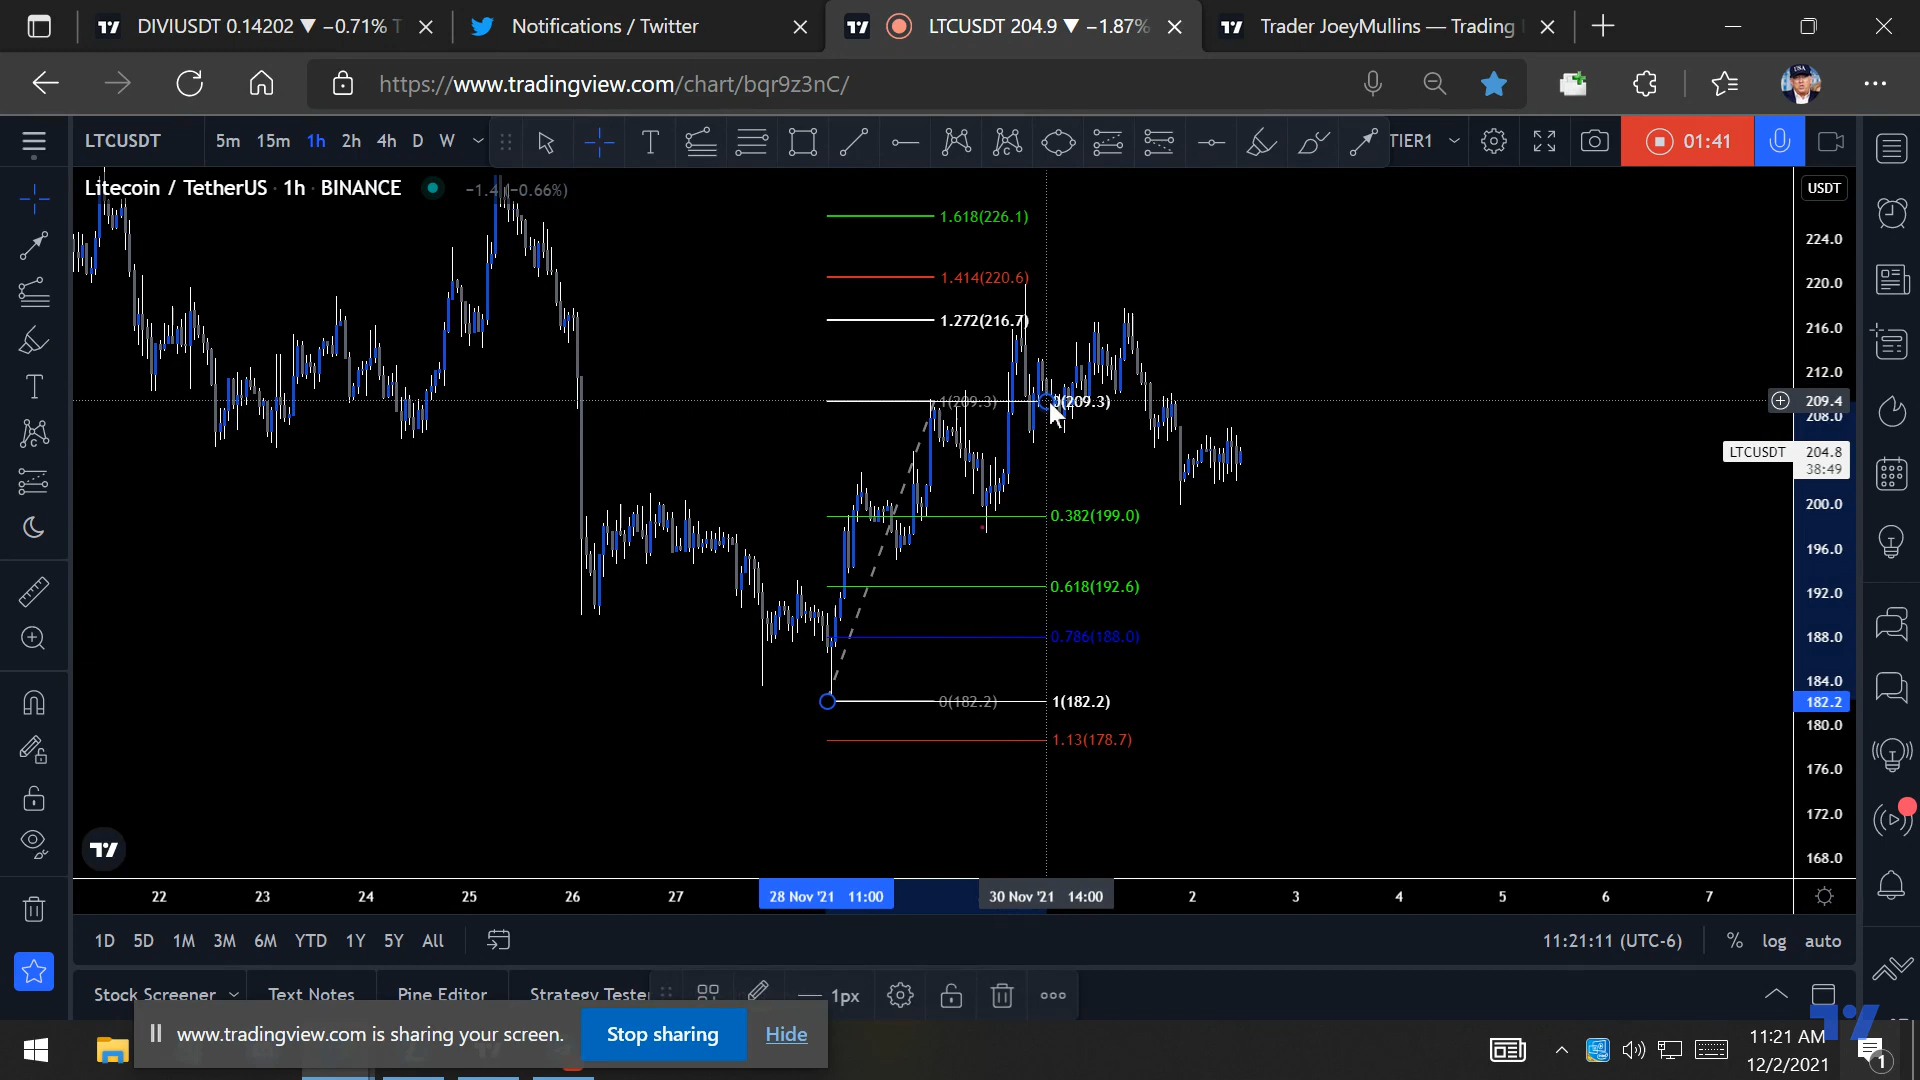 DIVIUSDT 0.14202 ▼ −0.71% T
Notifications / Twitter
LTCUSDT 204.9 ▼ −1.87%
Trader JoeyMullins — Trading
https://www.tradingview.com/chart/bqr9z3nC/
LTCUSDT 5m 15m 1h 2h 4h D W TIER1 01:41
Litecoin / TetherUS · 1h · BINANCE
(−0.66%)
USDT
1.618(226.1)
1.414(220.6)
1.272(216.7)
1(209.3)
0(209.3)
0.382(199.0)
0.618(192.6)
0.786(188.0)
0(182.2)
1(182.2)
1.13(178.7)
224.0
220.0
216.0
212.0
209.4
208.0
LTCUSDT 204.8
38:49
200.0
196.0
192.0
188.0
184.0
182.2
180.0
176.0
172.0
168.0
22 23 24 25 26 27 28 Nov '21 11:00 30 Nov '21 14:00 2 3 4 5 6 7
1D 5D 1M 3M 6M YTD 1Y 5Y All 11:21:11 (UTC-6) % log auto
Stock Screener Text Notes Pine Editor Strategy Tester 1px
www.tradingview.com is sharing your screen. Stop sharing Hide
11:21 AM
12/2/2021
1